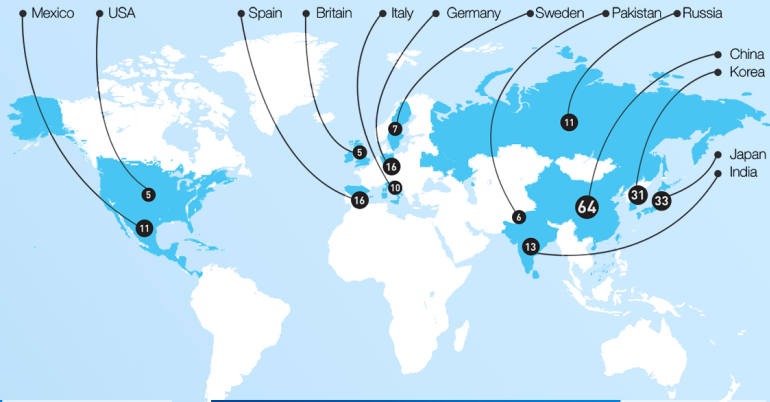 Mexico
USA
Spain
Britain
Italy
Germany
Sweden
Pakistan
Russia
China
Korea
Japan
India
11
7
5
16
10
5
16
31
33
64
6
11
13